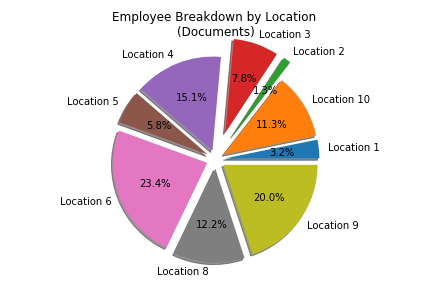 Employee Breakdown by Location
(Documents)
Location 3
Location 2
Location 4
7.8%
1.3%
15.1%
Location 10
Location 5
5.8%
11.3%
Location 1
3.2%
23.4%
20.0%
Location 6
12.2%
Location 9
Location 8